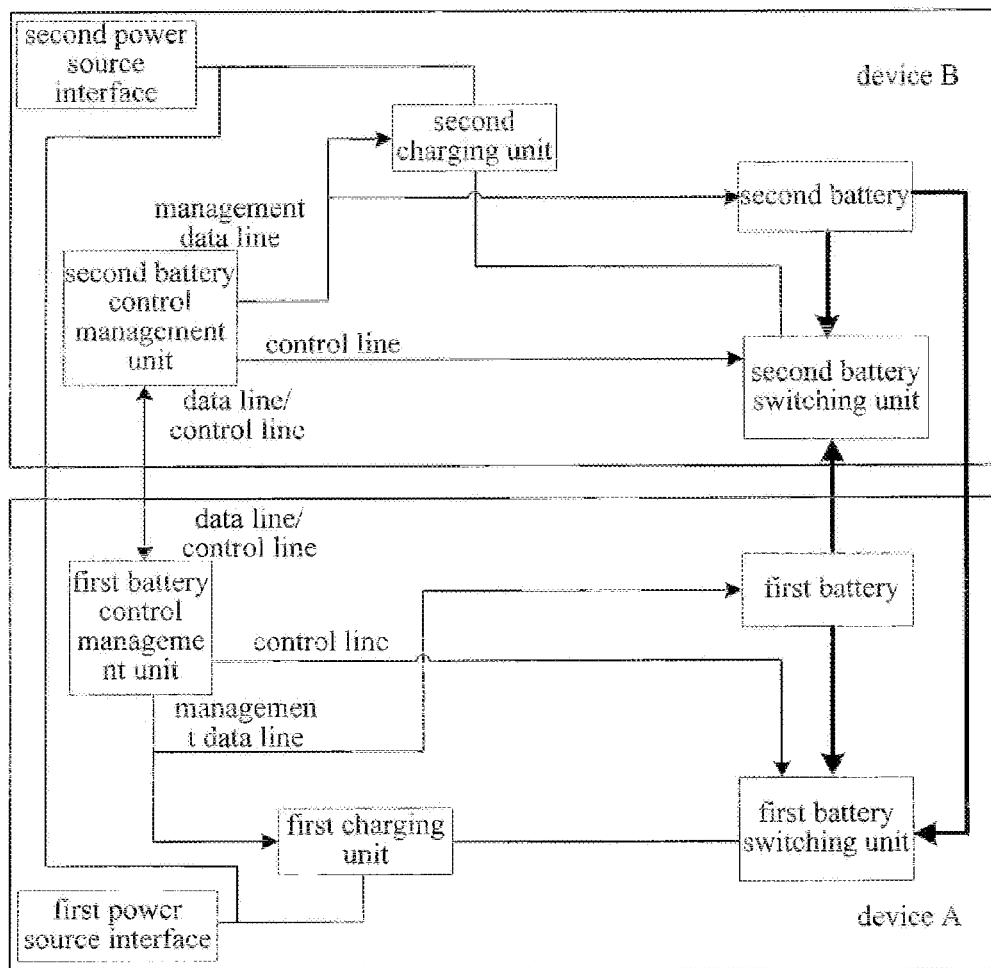 second power
source
interface
device B
second
charging unit
management
data line
second battery
second battery
control
management
unit
control line
second battery
switching unit
data line/
control line
data line/
control line
first battery
control
manageme
nt unit
first battery
control line
managemen
t data line
first charging
unit
first battery
switching unit
first power
source interface
device A